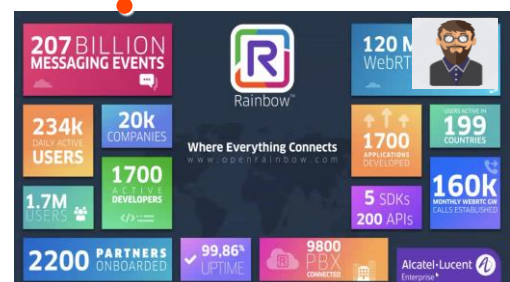 207 BILLION
MESSAGING EVENTS
R
Rainbow™
120 M
WebRT
234k
DAILY ACTIVE
USERS
20k
COMPANIES
1.7M
USERS
1700
ACTIVE
DEVELOPERS
</>
Where Everything Connects
www.openrainbow.com
1700
APPLICATIONS
DEVELOPED
USERS ACTIVE IN
199
COUNTRIES
5 SDKs
200 APIs
160k
MONTHLY WEBRTC GW
CALLS ESTABLISHED
2200 PARTNERS
ONBOARDED
99,86%
UPTIME
9800
PBX
CONNECTED
Alcatel·Lucent
Enterprise